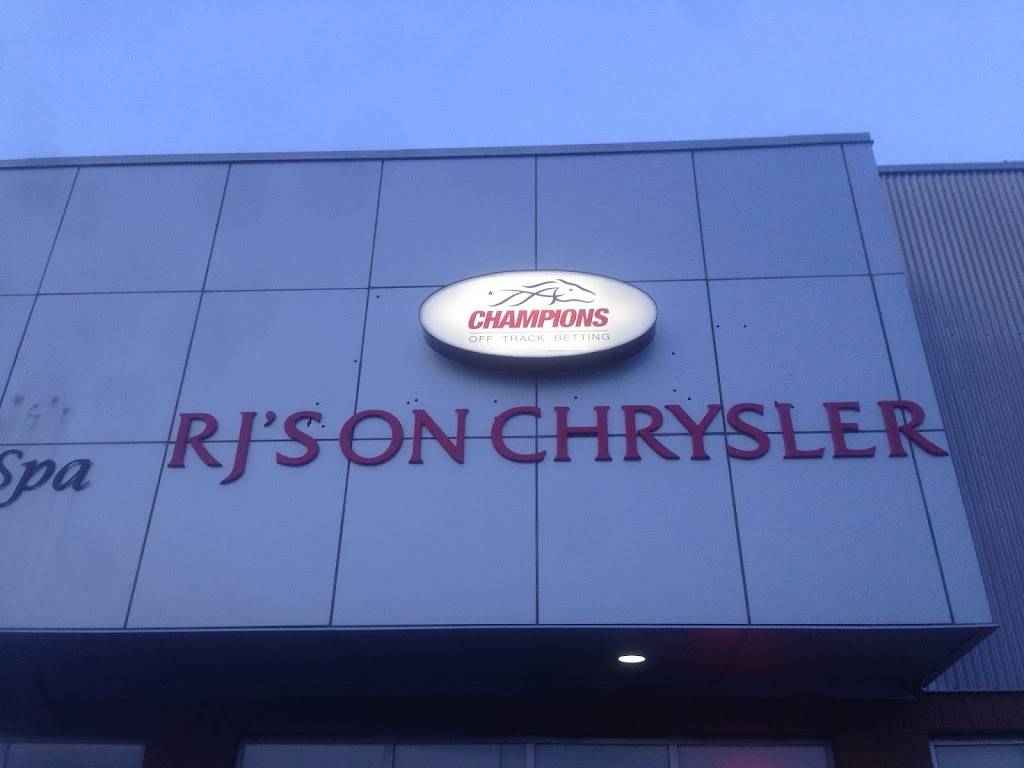 CHAMPIONS
OFF TRACK BETTING
RJ'S ON CHRYSLER
Spa